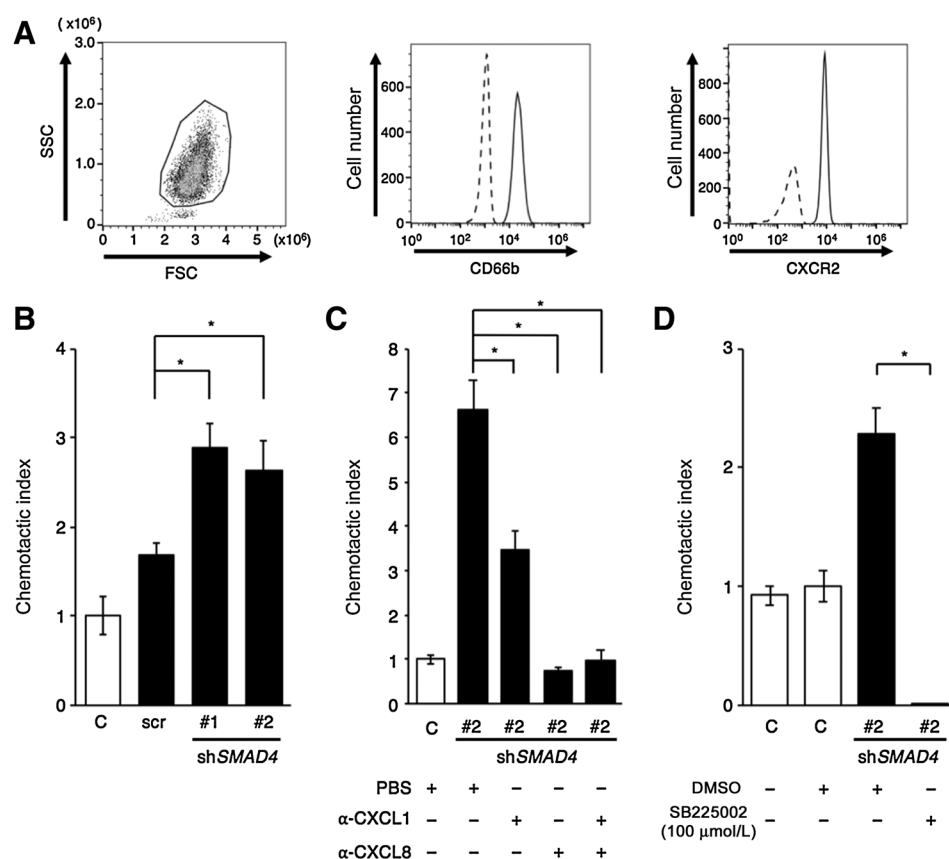 A
(x10⁶)
3.0
2.0
1.0
0
SSC
0 1 2 3 4 5 (x10⁶)
FSC
Cell number
600
400
200
0
10⁰ 10² 10⁴ 10⁶
CD66b
Cell number
800
600
400
200
0
10⁰ 10² 10⁴ 10⁶
CXCR2
B
Chemotactic index
4
3
2
1
0
* *
C scr #1 #2
shSMAD4
C
Chemotactic index
8
7
6
5
4
3
2
1
0
* * *
C #2 #2 #2 #2
shSMAD4
PBS + + – – –
α-CXCL1 – – + – +
α-CXCL8 – – – + +
D
Chemotactic index
3
2
1
0
*
C C #2 #2
shSMAD4
DMSO – + + –
SB225002 – – – +
(100 μmol/L)